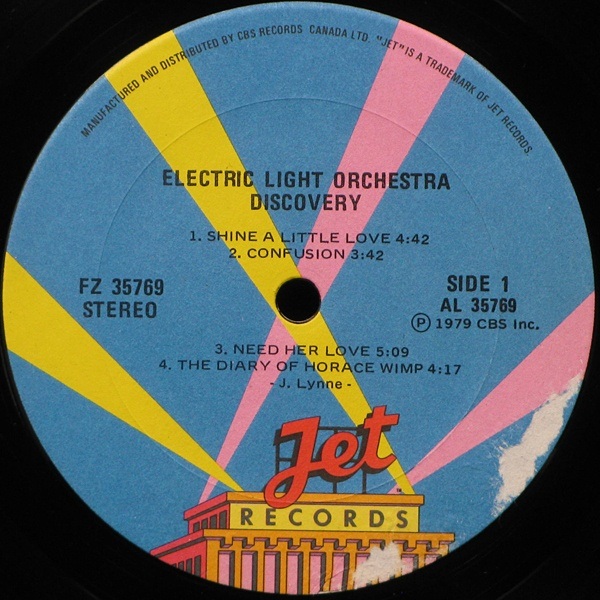 MANUFACTURED AND DISTRIBUTED BY CBS RECORDS CANADA LTD. "JET" IS A TRADEMARK OF JET RECORDS.
ELECTRIC LIGHT ORCHESTRA
DISCOVERY
1. SHINE A LITTLE LOVE 4:42
2. CONFUSION 3:42
FZ 35769
STEREO
SIDE 1
AL 35769
Ⓟ 1979 CBS Inc.
3. NEED HER LOVE 5:09
4. THE DIARY OF HORACE WIMP 4:17
- J. Lynne -
Jet
™
RECORDS